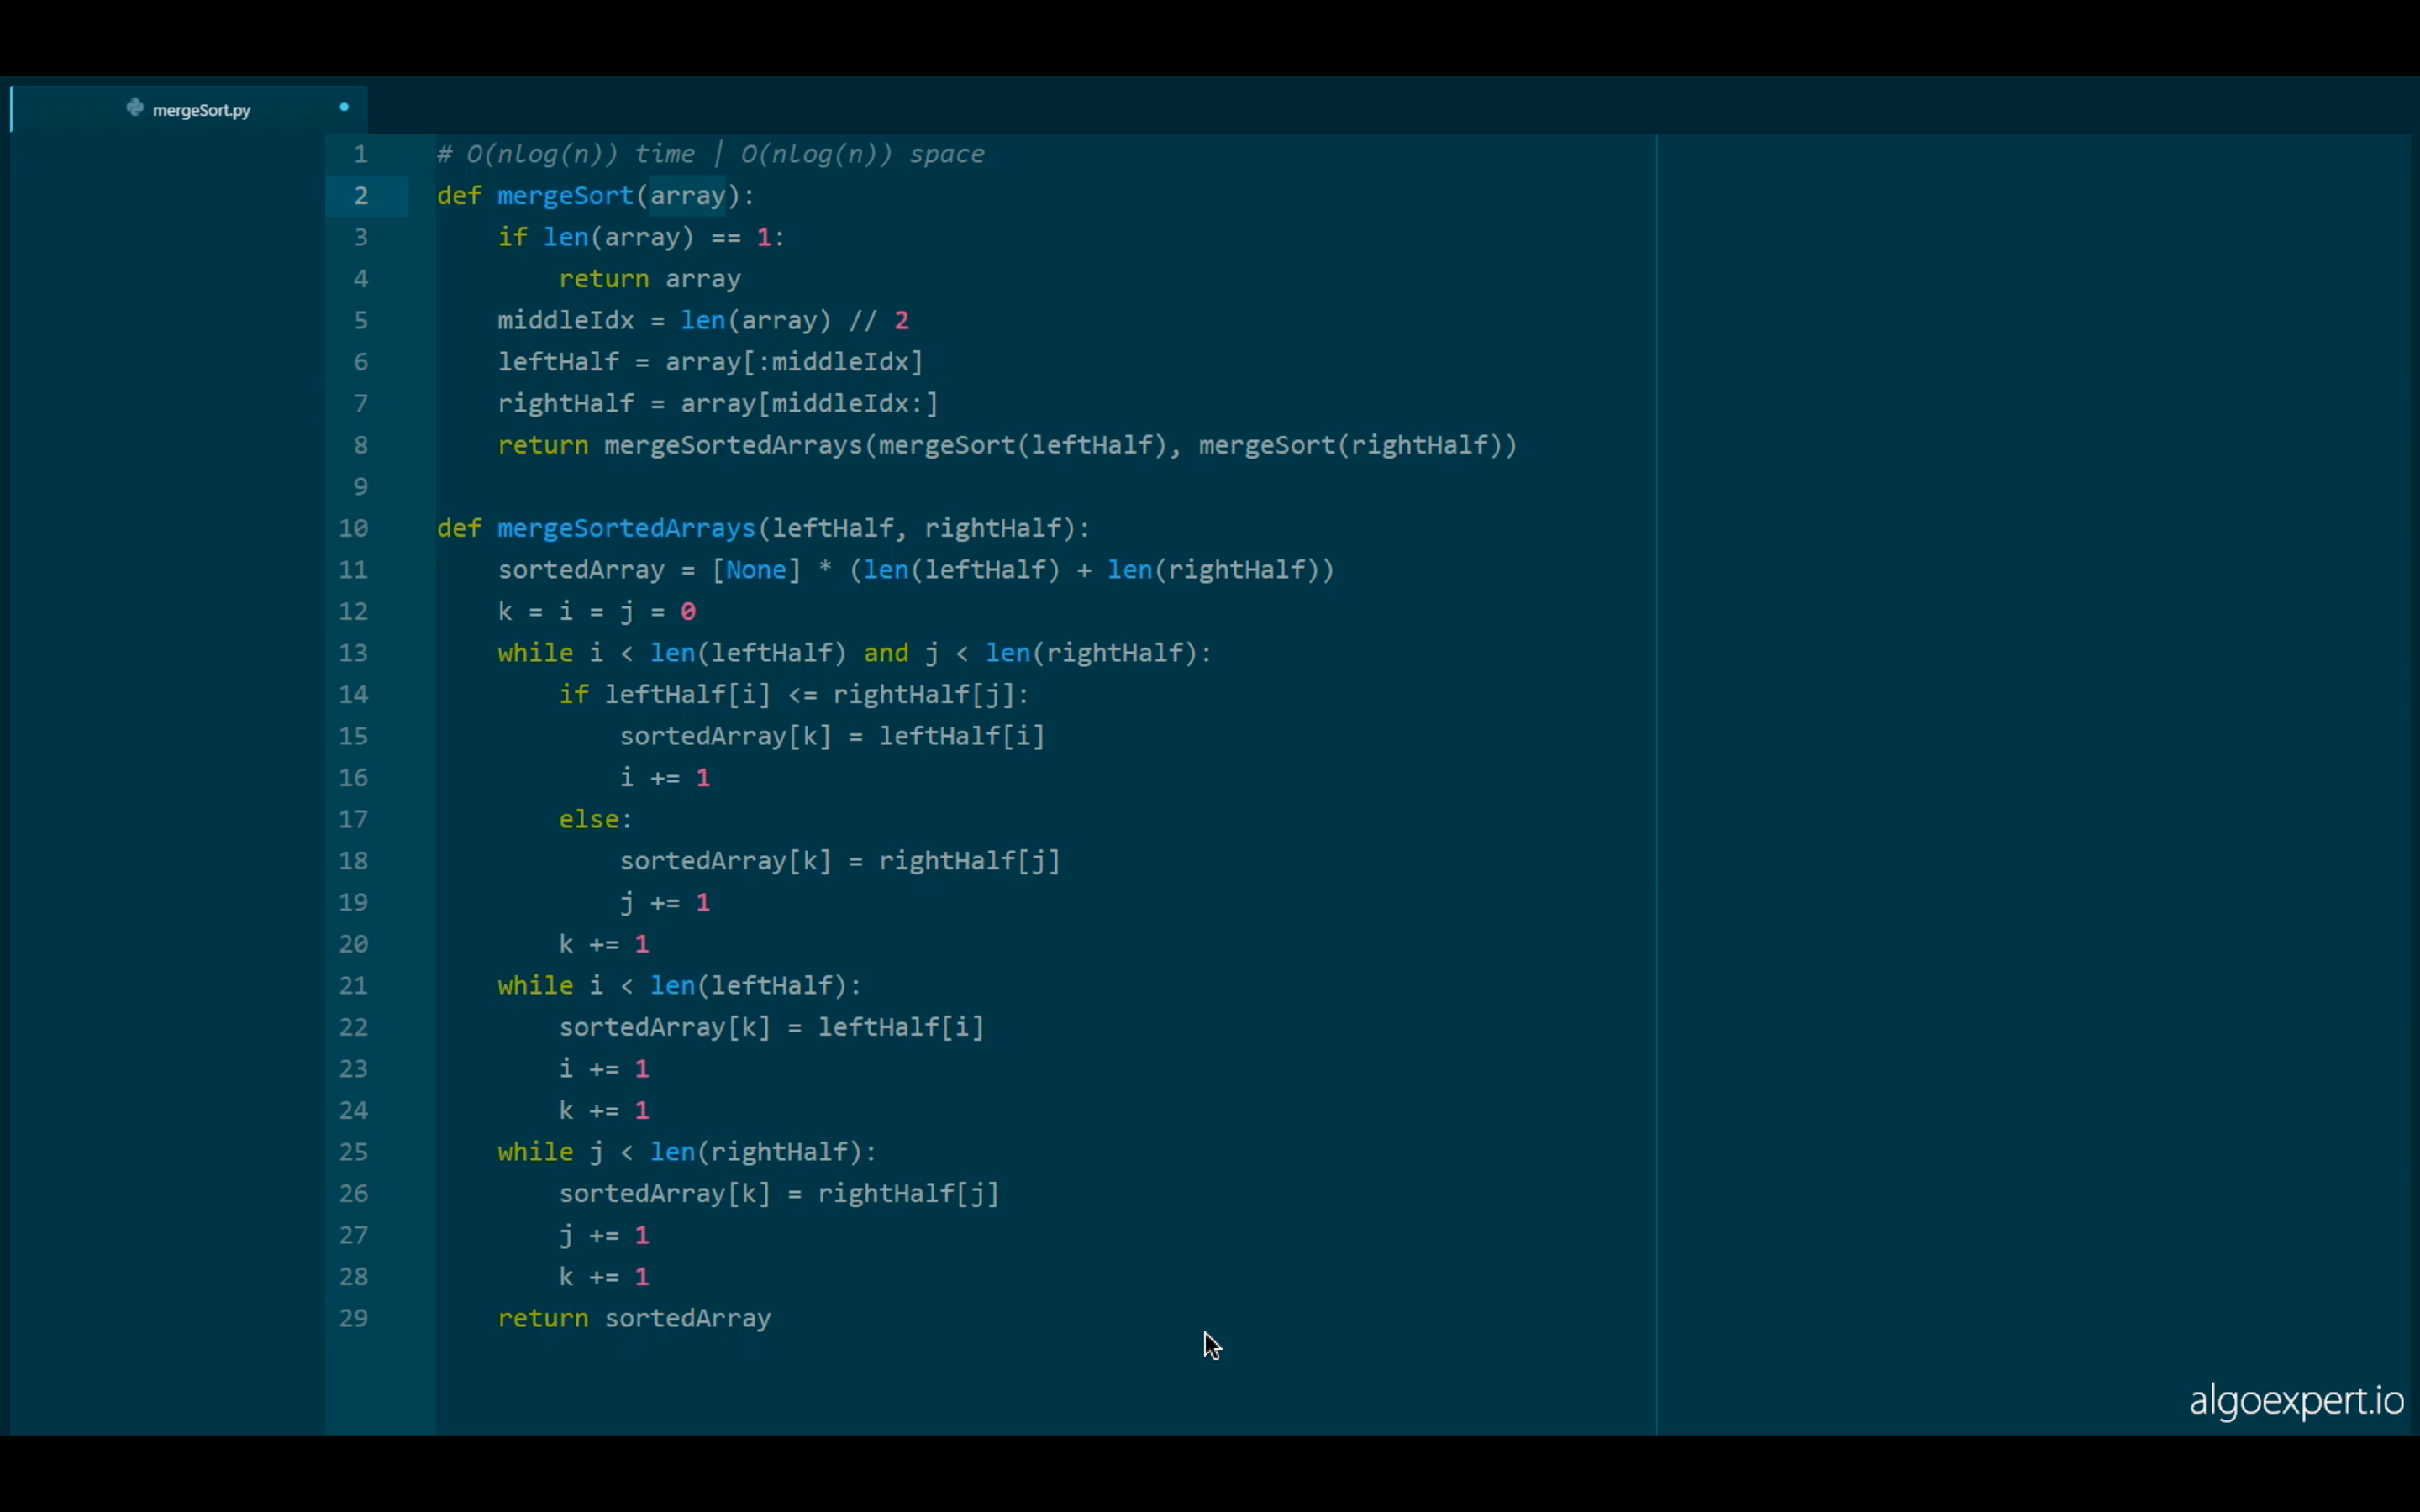 mergeSort.py
1 # O(nlog(n)) time | O(nlog(n)) space
2 def mergeSort(array):
3     if len(array) == 1:
4         return array
5     middleIdx = len(array) // 2
6     leftHalf = array[:middleIdx]
7     rightHalf = array[middleIdx:]
8     return mergeSortedArrays(mergeSort(leftHalf), mergeSort(rightHalf))
9
10 def mergeSortedArrays(leftHalf, rightHalf):
11     sortedArray = [None] * (len(leftHalf) + len(rightHalf))
12     k = i = j = 0
13     while i < len(leftHalf) and j < len(rightHalf):
14         if leftHalf[i] <= rightHalf[j]:
15             sortedArray[k] = leftHalf[i]
16             i += 1
17         else:
18             sortedArray[k] = rightHalf[j]
19             j += 1
20         k += 1
21     while i < len(leftHalf):
22         sortedArray[k] = leftHalf[i]
23         i += 1
24         k += 1
25     while j < len(rightHalf):
26         sortedArray[k] = rightHalf[j]
27         j += 1
28         k += 1
29     return sortedArray
algoexpert.io